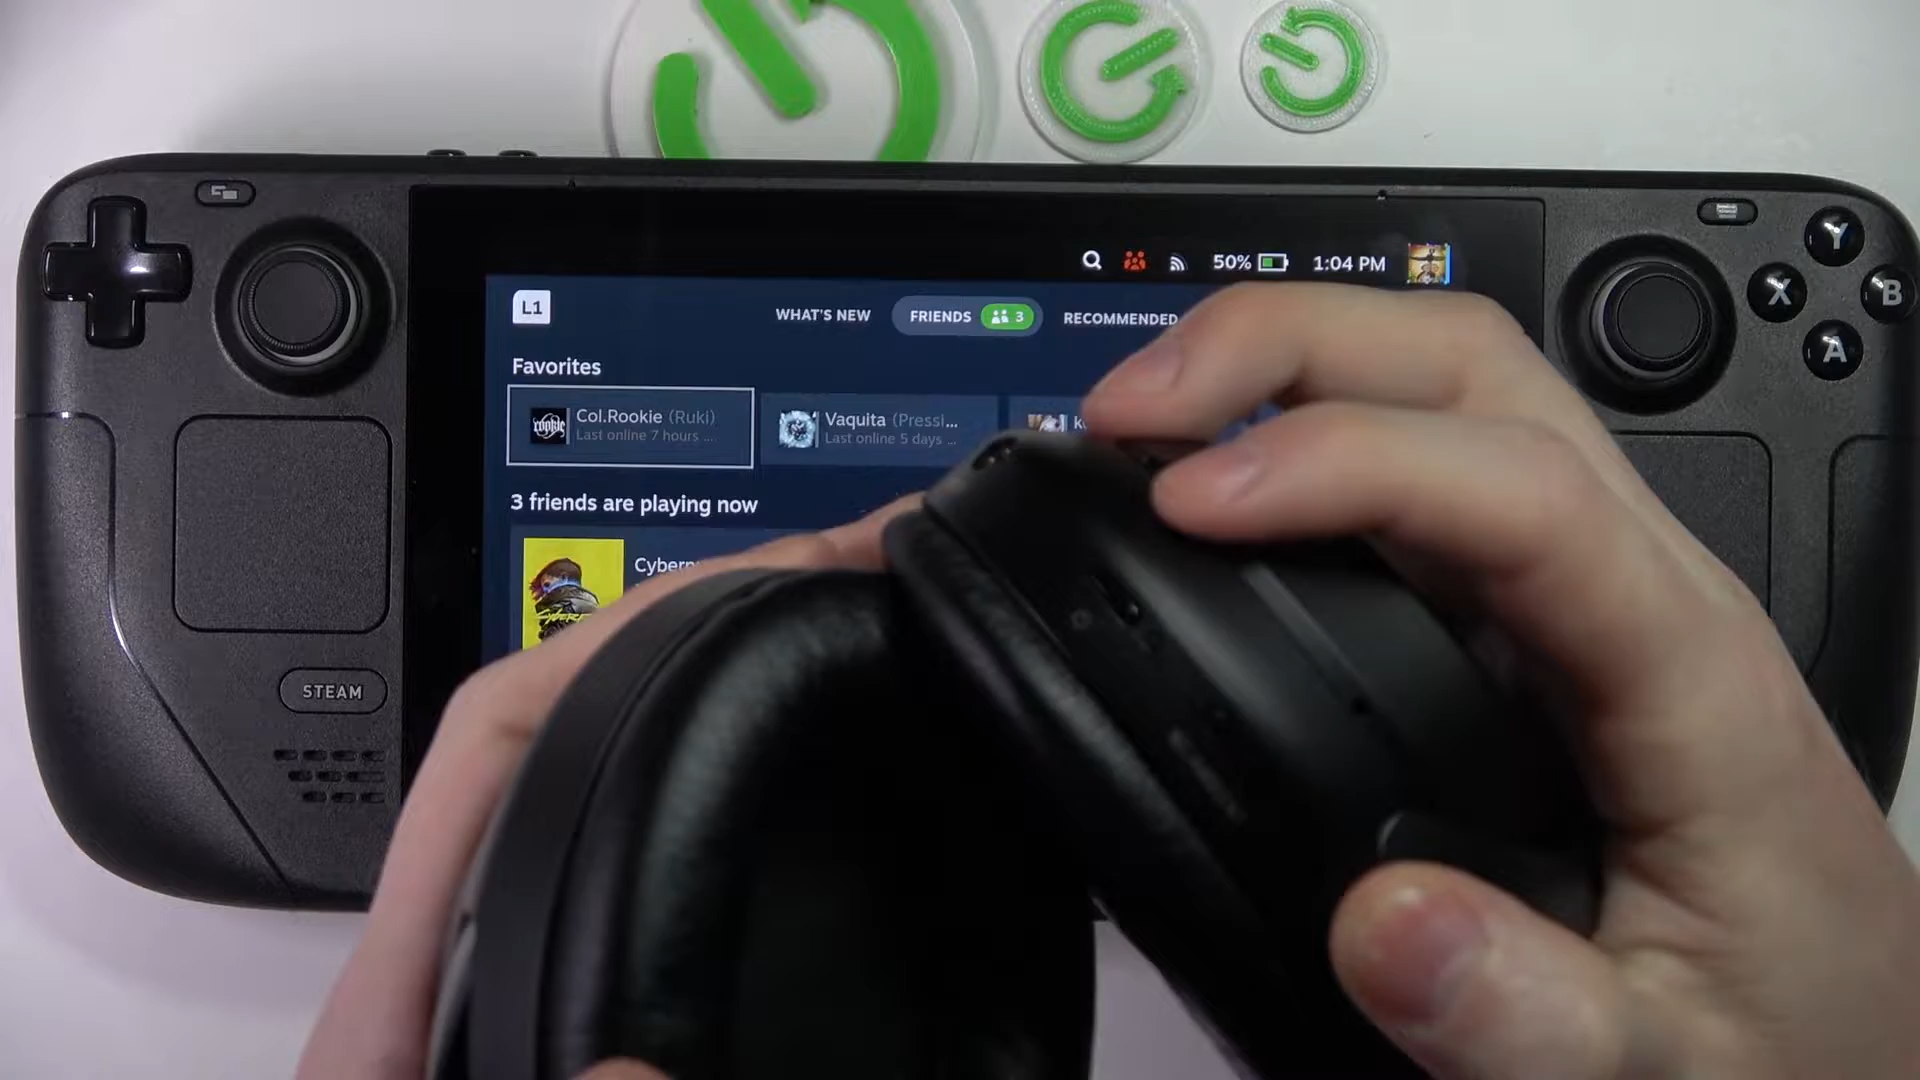 50% 1:04 PM
L1
WHAT'S NEW FRIENDS 3 RECOMMENDED
Favorites
Col.Rookie (Ruki)
Last online 7 hours ...
Vaquita (Pressi...
Last online 5 days ...
3 friends are playing now
STEAM
Y
X
B
A